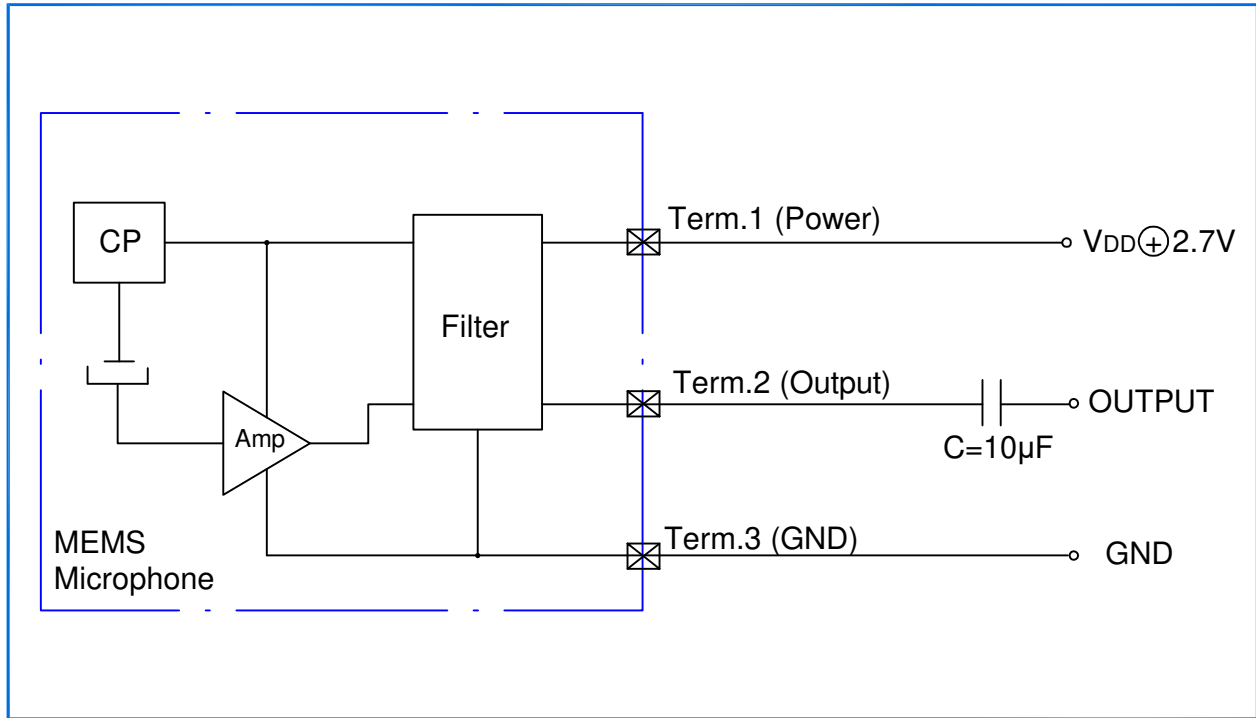 Term.1 (Power)
CP
VDD + 2.7V
Filter
Term.2 (Output)
OUTPUT
Amp
C=10µF
Term.3 (GND)
MEMS
Microphone
GND